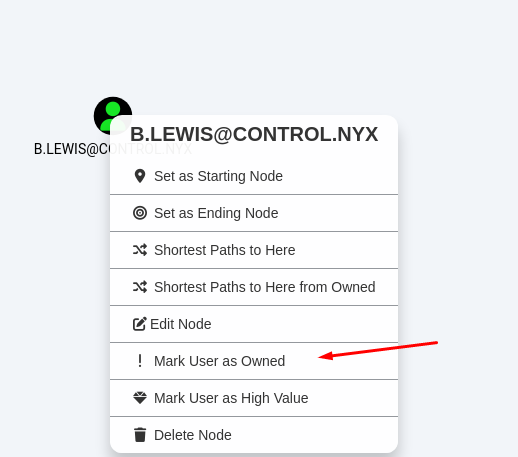 B.LEWIS@CONTROL.NYX
B.LEWIS@CONTROL.NYX
Set as Starting Node
Set as Ending Node
Shortest Paths to Here
Shortest Paths to Here from Owned
Edit Node
Mark User as Owned
Mark User as High Value
Delete Node